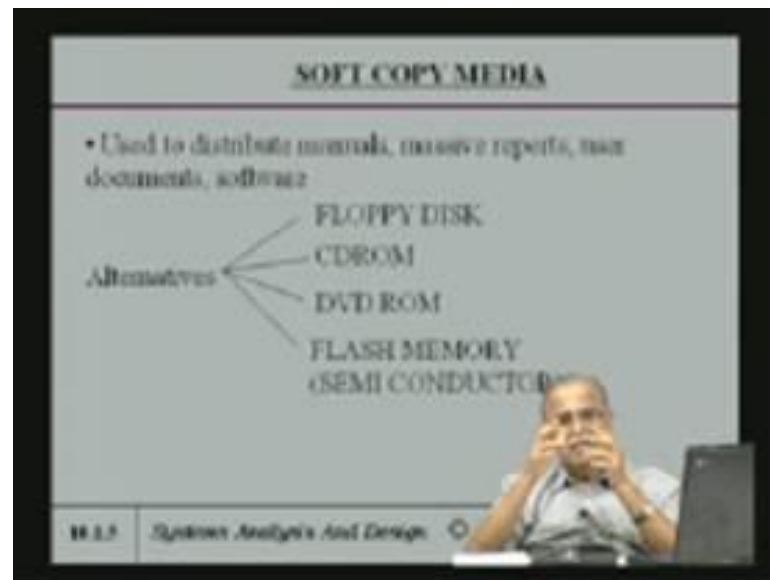 SOFT COPY MEDIA
• Used to distribute manuals, massive reports, user
documents, software
Alternatives
FLOPPY DISK
CDROM
DVD ROM
FLASH MEMORY
(SEMI CONDUCTOR
Systems Analysis And Design